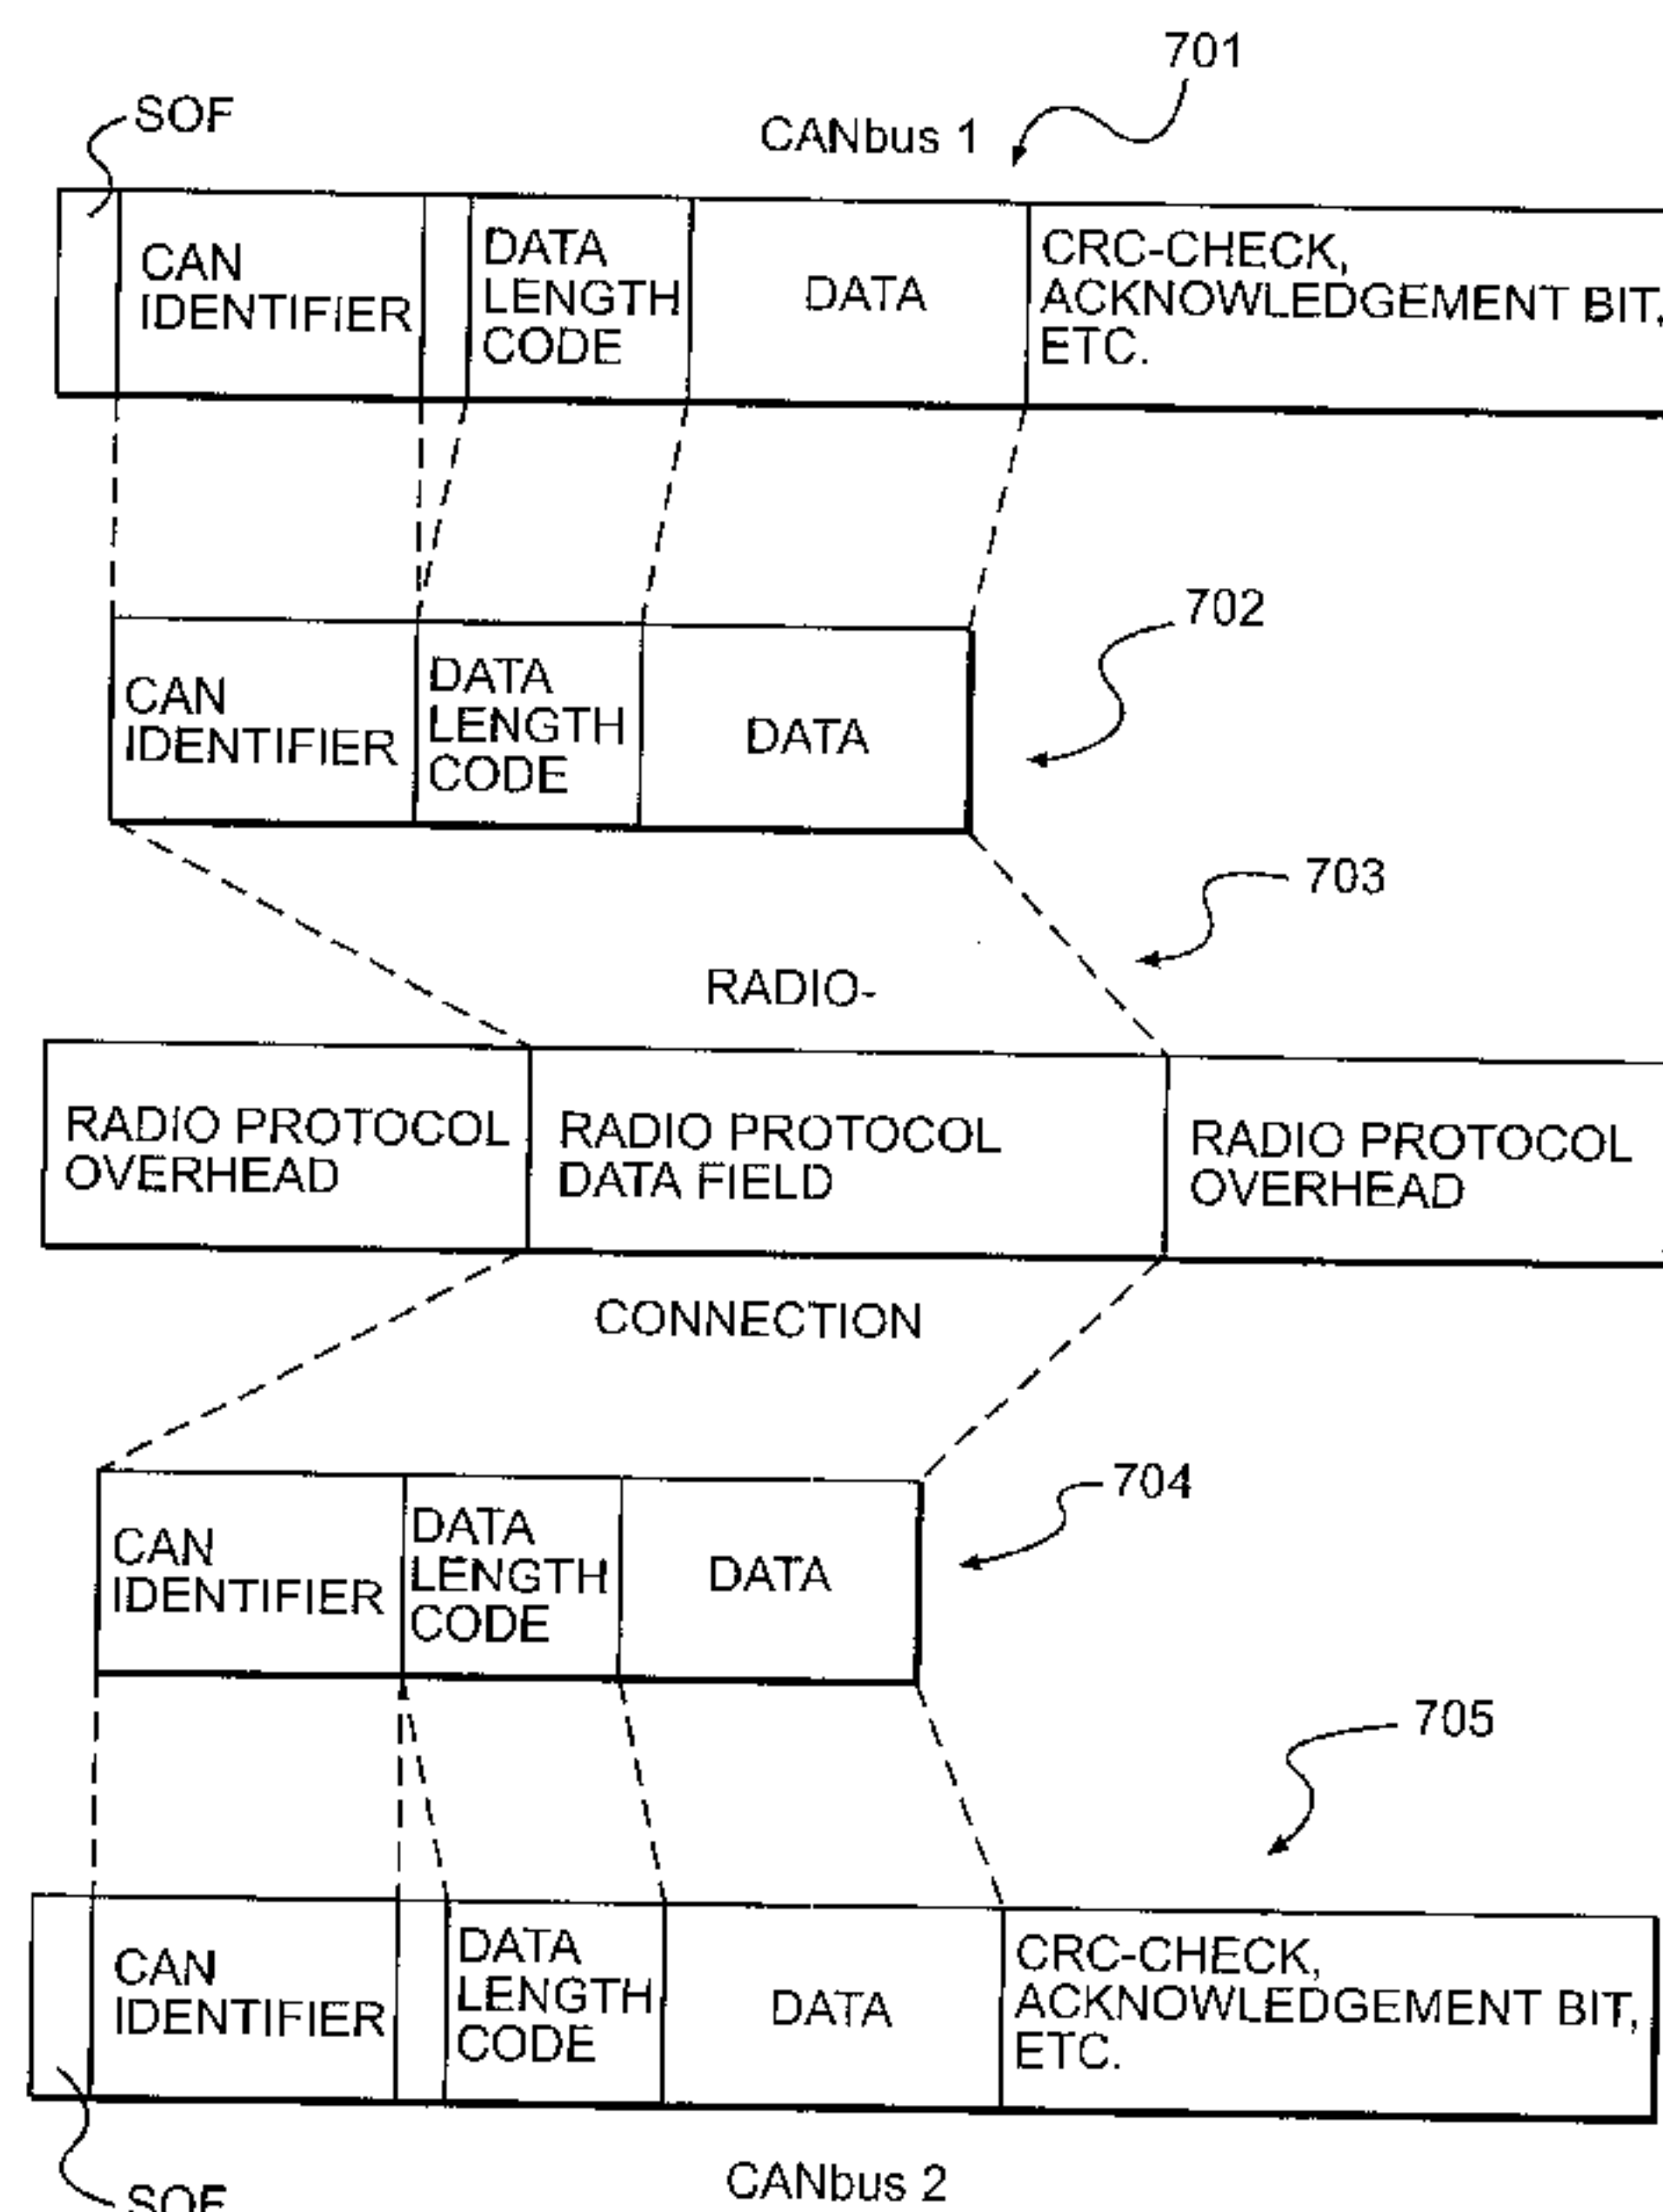 701
SOF
CANbus 1
CAN
IDENTIFIER
DATA
LENGTH
CODE
DATA
CRC-CHECK,
ACKNOWLEDGEMENT BIT,
ETC.
702
CAN
IDENTIFIER
DATA
LENGTH
CODE
DATA
703
RADIO-
RADIO PROTOCOL
OVERHEAD
RADIO PROTOCOL
DATA FIELD
RADIO PROTOCOL
OVERHEAD
CONNECTION
704
CAN
IDENTIFIER
DATA
LENGTH
CODE
DATA
705
CAN
IDENTIFIER
DATA
LENGTH
CODE
DATA
CRC-CHECK,
ACKNOWLEDGEMENT BIT,
ETC.
CANbus 2
SOF